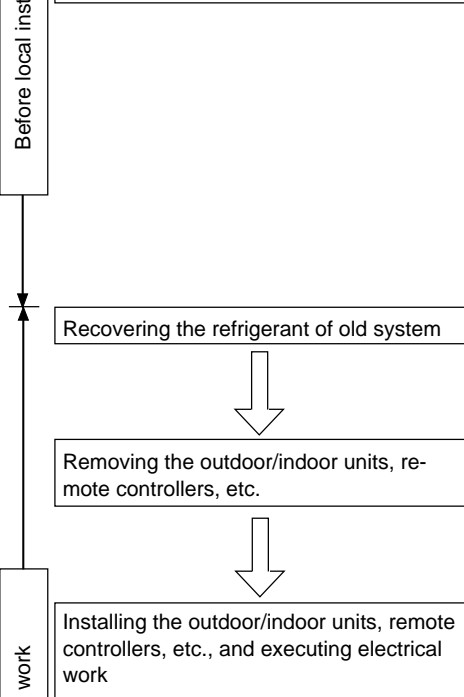 Before local inst
Recovering the refrigerant of old system
Removing the outdoor/indoor units, re-
mote controllers, etc.
Installing the outdoor/indoor units, remote
controllers, etc., and executing electrical
work
work